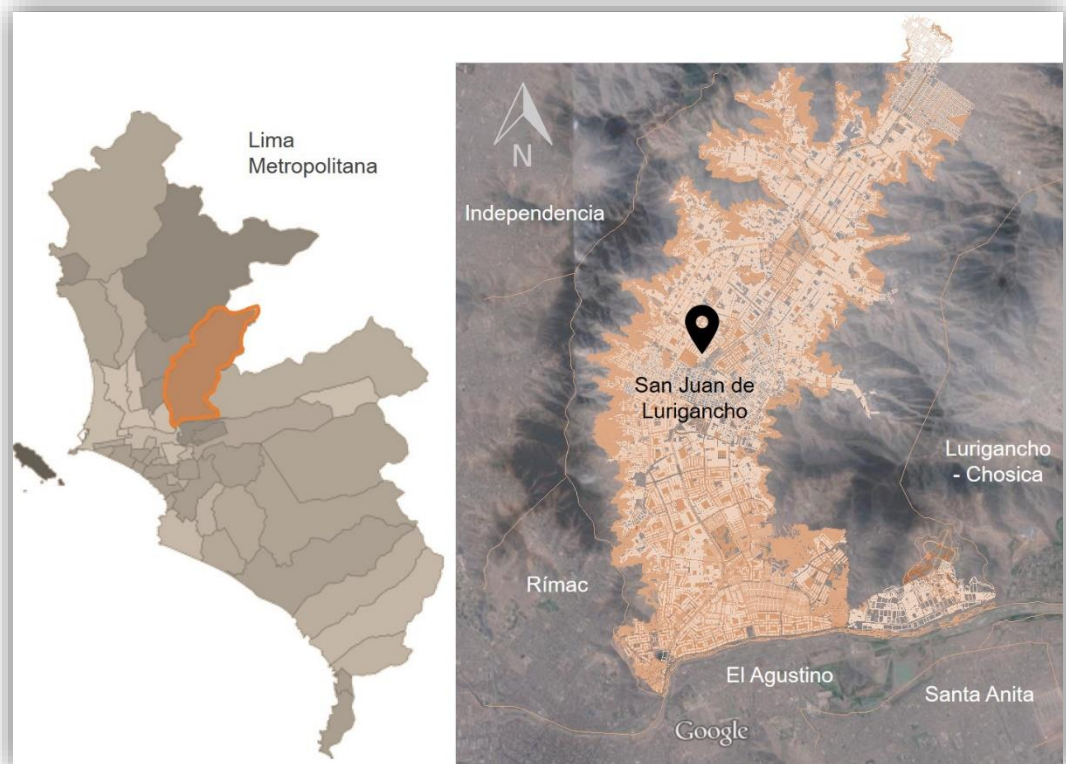 Lima
Metropolitana
N
Independencia
San Juan de
Lurigancho
Lurigancho
- Chosica
Rímac
El Agustino
Santa Anita
Google